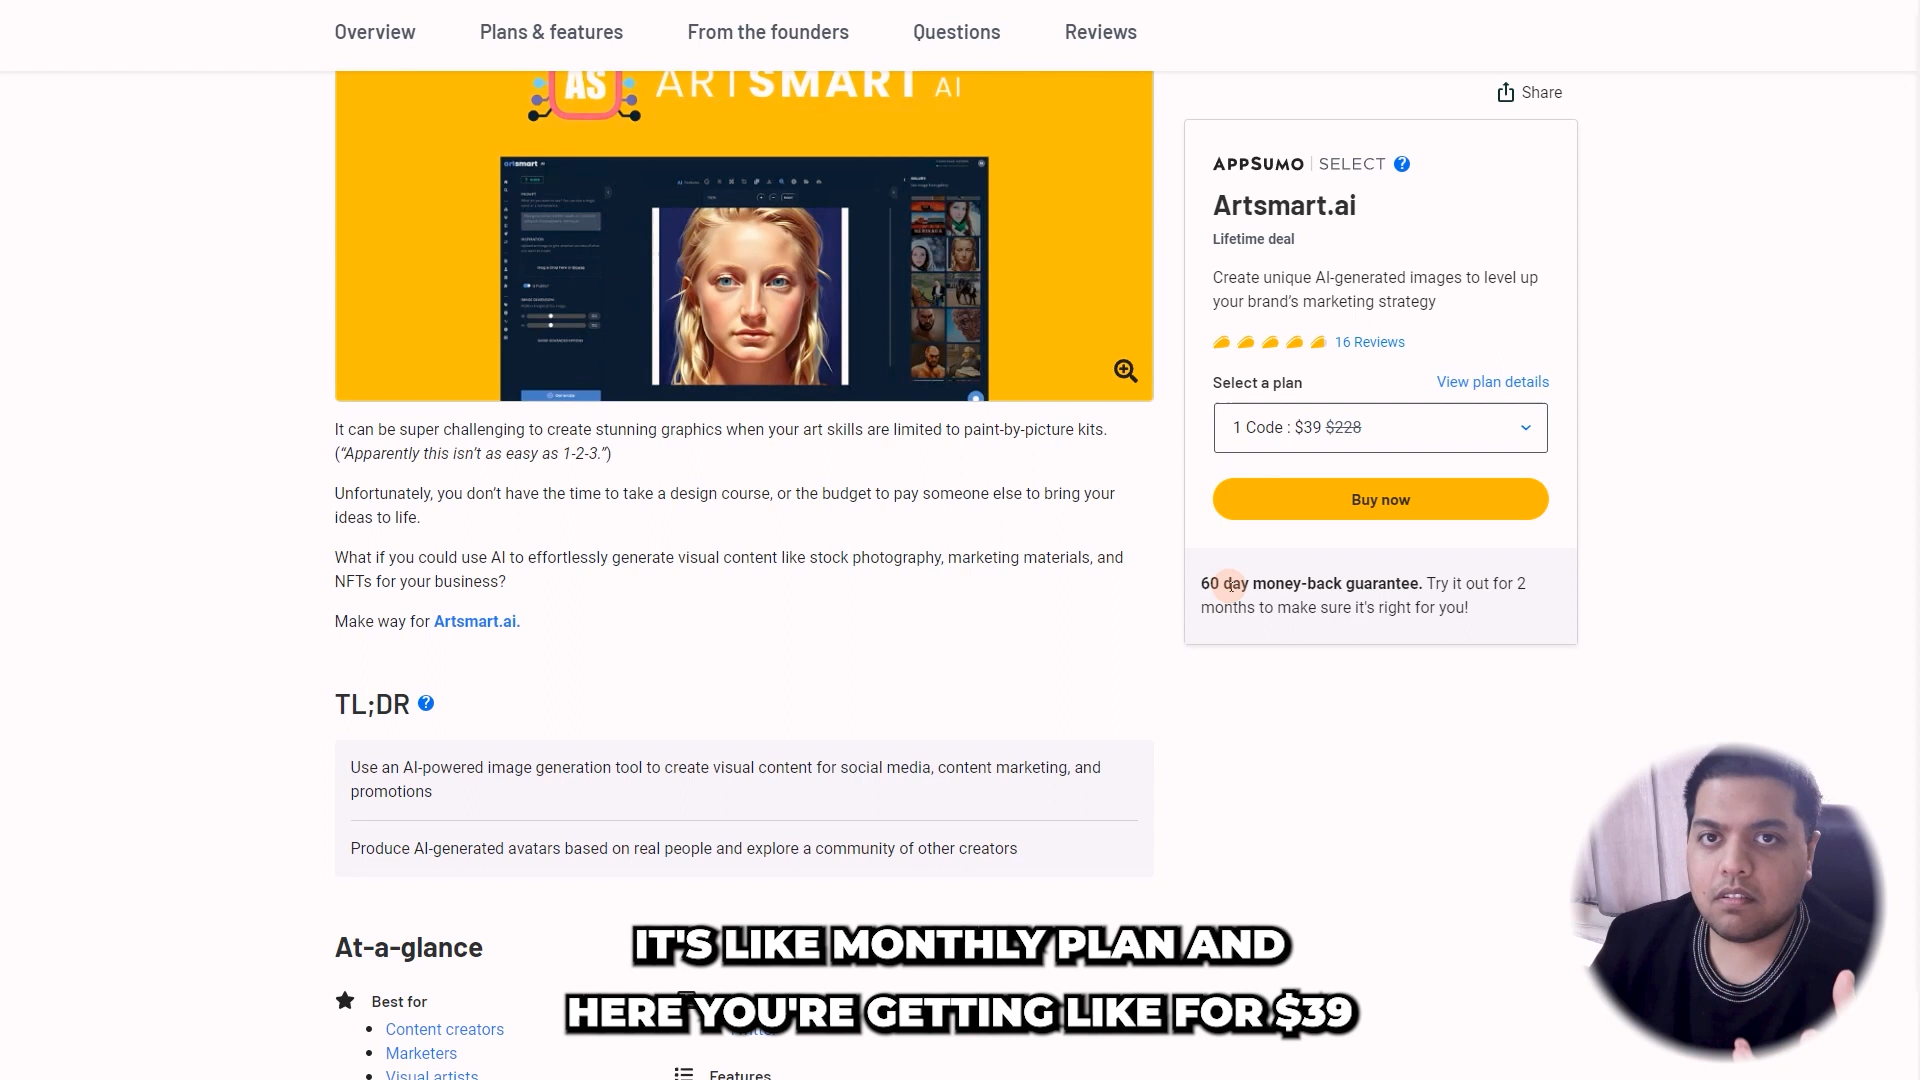 Overview Plans & features From the founders Questions Reviews
AS ARTSMART AI
artsmart AI
Share
APPSUMO | SELECT ?
Artsmart.ai
Lifetime deal
Create unique AI-generated images to level up
your brand’s marketing strategy
16 Reviews
Select a plan View plan details
1 Code : $39 $228
Buy now
60 day money-back guarantee. Try it out for 2
months to make sure it's right for you!
It can be super challenging to create stunning graphics when your art skills are limited to paint-by-picture kits.
(“Apparently this isn’t as easy as 1-2-3.”)
Unfortunately, you don’t have the time to take a design course, or the budget to pay someone else to bring your
ideas to life.
What if you could use AI to effortlessly generate visual content like stock photography, marketing materials, and
NFTs for your business?
Make way for Artsmart.ai.
TL;DR ?
Use an AI-powered image generation tool to create visual content for social media, content marketing, and
promotions
Produce AI-generated avatars based on real people and explore a community of other creators
At-a-glance
Best for
Content creators
Marketers
Visual artists
Features
IT'S LIKE MONTHLY PLAN AND
HERE YOU'RE GETTING LIKE FOR $39